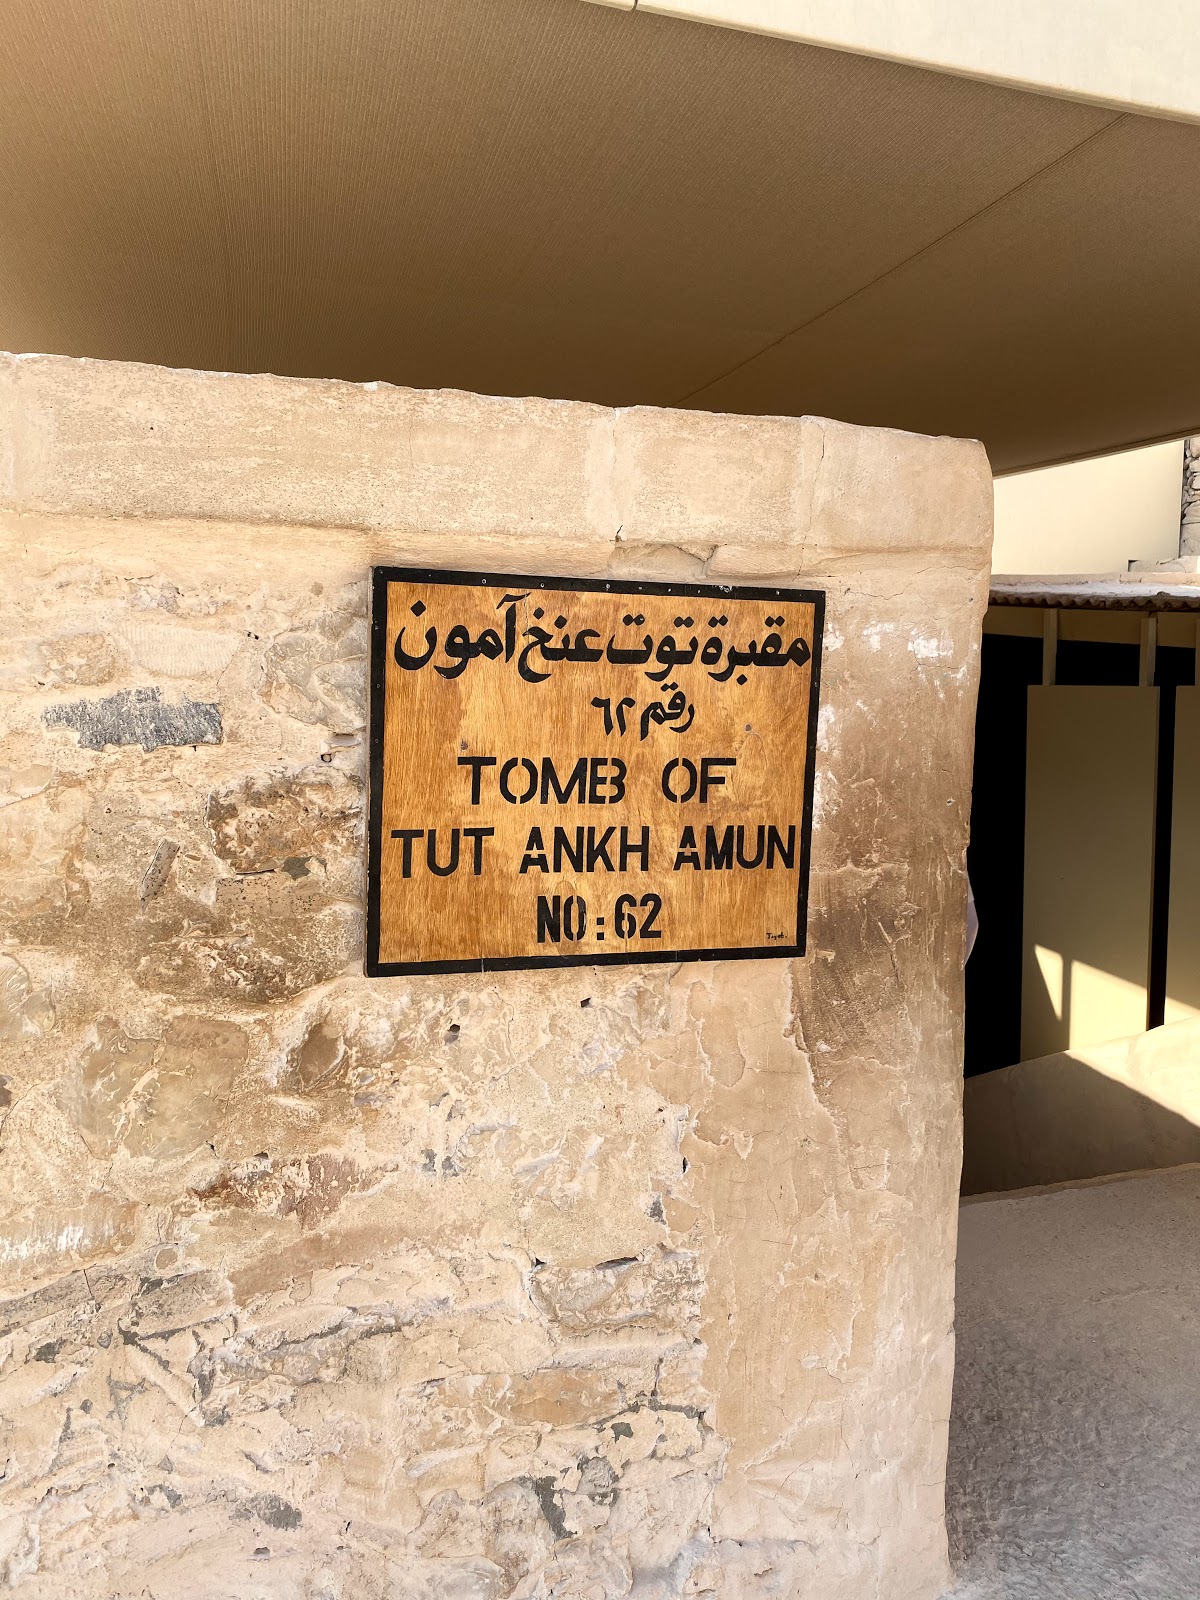 مقبرة توت عنخ آمون
رقم ٦٢
TOMB OF
TUT ANKH AMUN
NO:62